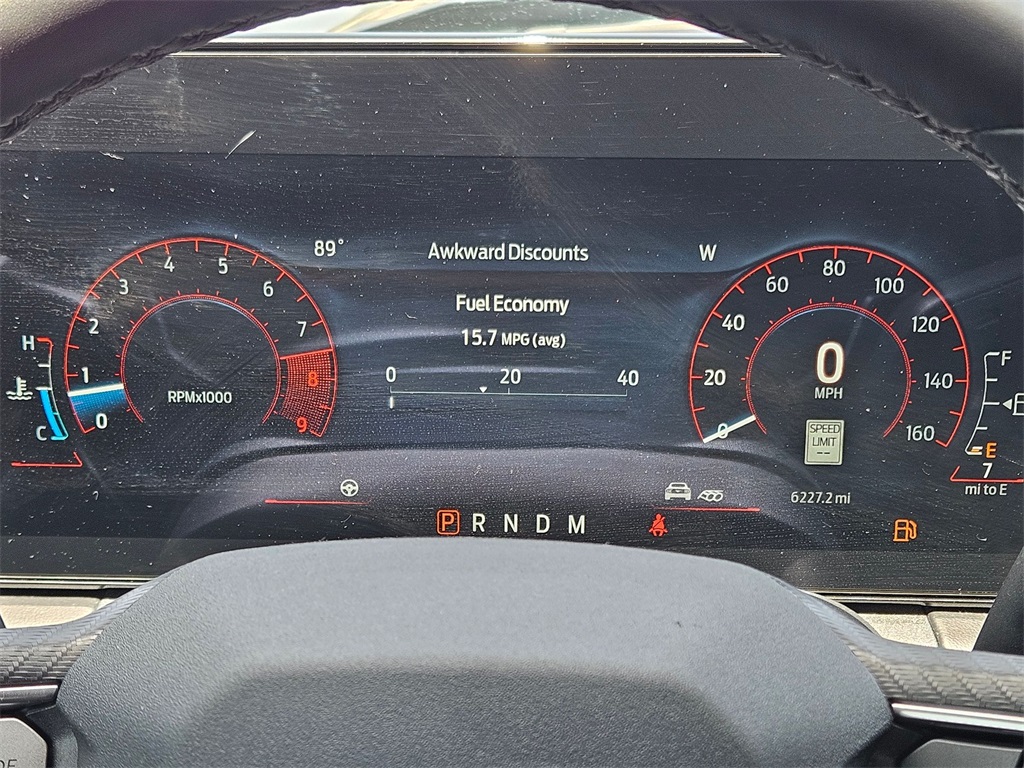 89°
Awkward Discounts
W
Fuel Economy
15.7 MPG (avg)
0 20 40
0 1 2 3 4 5 6 7 8 9
RPMx1000
H
C
0 20 40 60 80 100 120 140 160
0
MPH
SPEED
LIMIT
--
F
E
7
mi to E
6227.2 mi
P R N D M